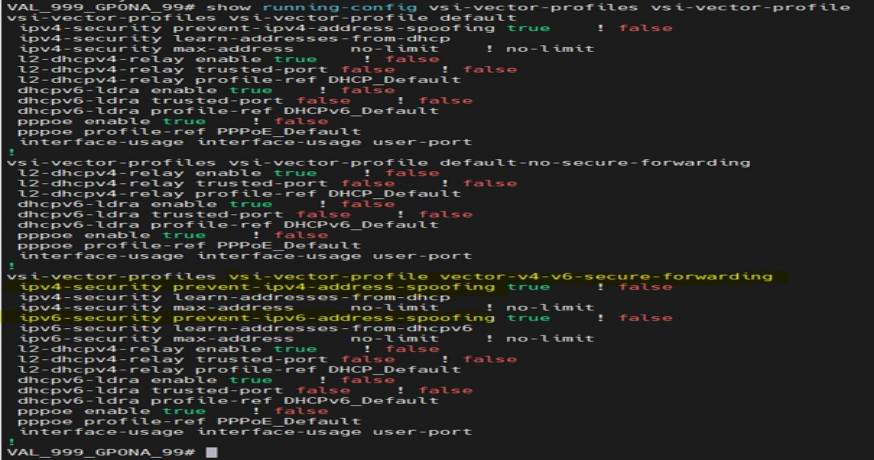 VAL_999_GPONA_99# show running-config vsi-vector-profiles vsi-vector-profile
vsi-vector-profiles vsi-vector-profile default
ipv4-security prevent-ipv4-address-spoofing true ! false
ipv4-security learn-addresses-from-dhcp
ipv4-security max-address no-limit ! no-limit
l2-dhcpv4-relay enable true ! false
l2-dhcpv4-relay trusted-port false ! false
l2-dhcpv4-relay profile-ref DHCP_Default
dhcpv6-ldra enable true ! false
dhcpv6-ldra trusted-port false ! false
dhcpv6-ldra profile-ref DHCPv6_Default
pppoe enable true ! false
pppoe profile-ref PPPoE_Default
interface-usage interface-usage user-port
!
vsi-vector-profiles vsi-vector-profile default-no-secure-forwarding
l2-dhcpv4-relay enable true ! false
l2-dhcpv4-relay trusted-port false ! false
l2-dhcpv4-relay profile-ref DHCP_Default
dhcpv6-ldra enable true ! false
dhcpv6-ldra trusted-port false ! false
dhcpv6-ldra profile-ref DHCPv6_Default
pppoe enable true ! false
pppoe profile-ref PPPoE_Default
interface-usage interface-usage user-port
!
vsi-vector-profiles vsi-vector-profile vector-v4-v6-secure-forwarding
ipv4-security prevent-ipv4-address-spoofing true ! false
ipv4-security learn-addresses-from-dhcp
ipv4-security max-address no-limit ! no-limit
ipv6-security prevent-ipv6-address-spoofing true ! false
ipv6-security learn-addresses-from-dhcpv6
ipv6-security max-address no-limit ! no-limit
l2-dhcpv4-relay enable true ! false
l2-dhcpv4-relay trusted-port false ! false
l2-dhcpv4-relay profile-ref DHCP_Default
dhcpv6-ldra enable true ! false
dhcpv6-ldra trusted-port false ! false
dhcpv6-ldra profile-ref DHCPv6_Default
pppoe enable true ! false
pppoe profile-ref PPPoE_Default
interface-usage interface-usage user-port
!
VAL_999_GPONA_99#